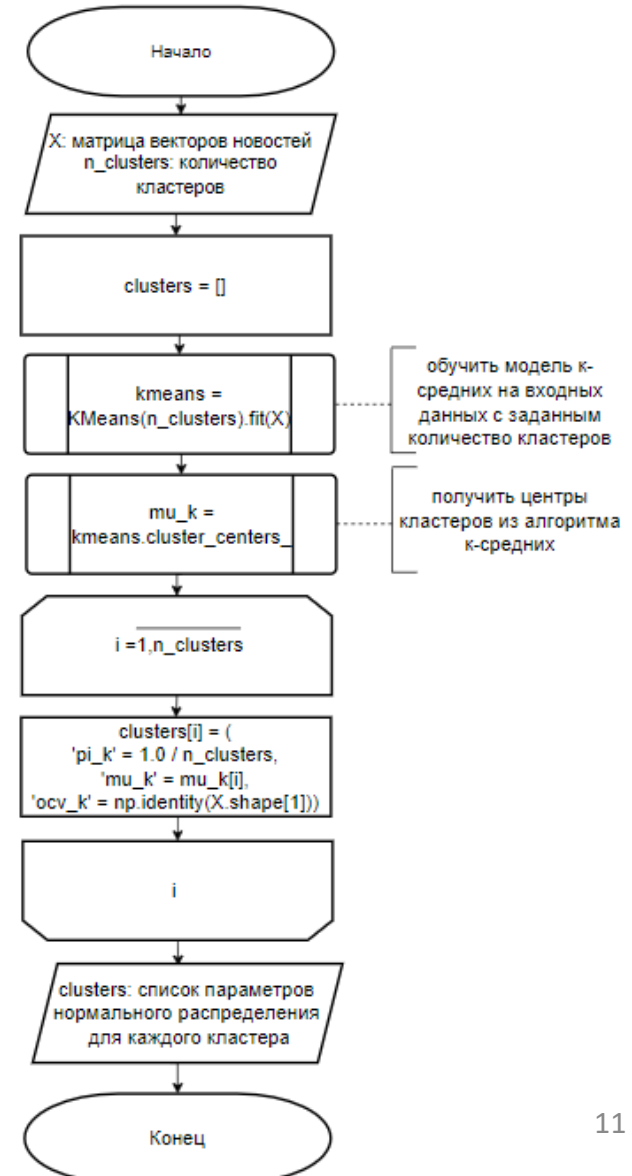 Начало
X: матрица векторов новостей
n_clusters: количество
кластеров
clusters = []
kmeans =
KMeans(n_clusters).fit(X)
обучить модель k-
средних на входных
данных с заданным
количество кластеров
mu_k =
kmeans.cluster_centers_
получить центры
кластеров из алгоритма
к-средних
i =1,n_clusters
clusters[i] = (
'pi_k' = 1.0 / n_clusters,
'mu_k' = mu_k[i],
'ocv_k' = np.identity(X.shape[1]))
i
clusters: список параметров
нормального распределения
для каждого кластера
Конец
11